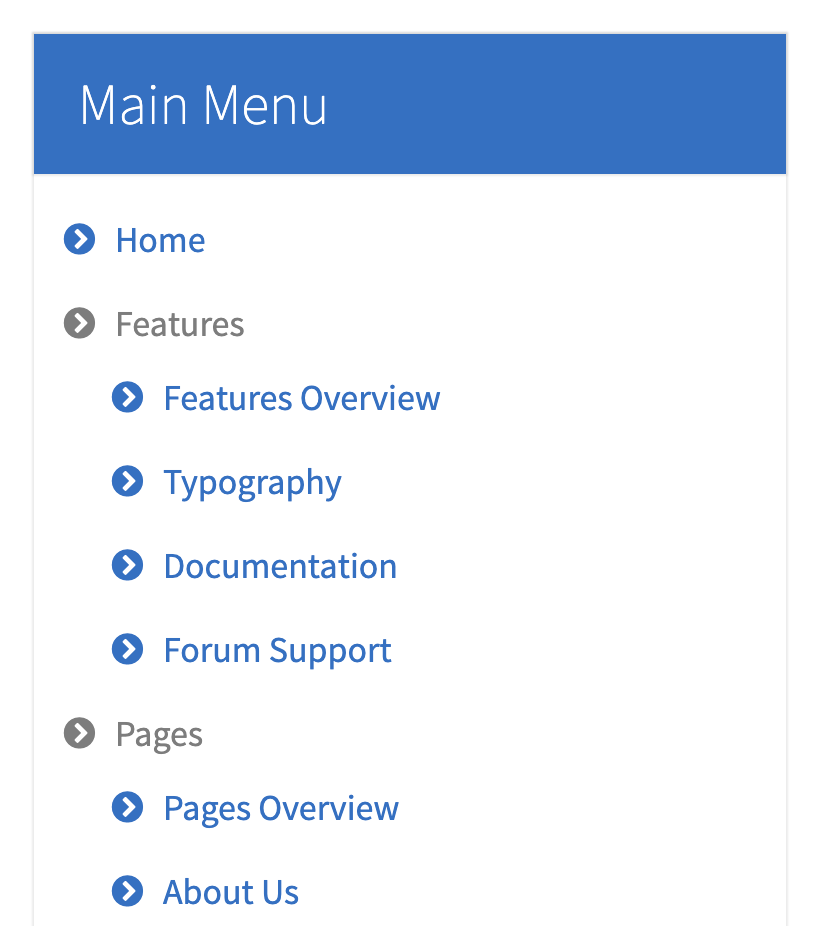 Main Menu
Home
Features
Features Overview
Typography
Documentation
Forum Support
Pages
Pages Overview
About Us